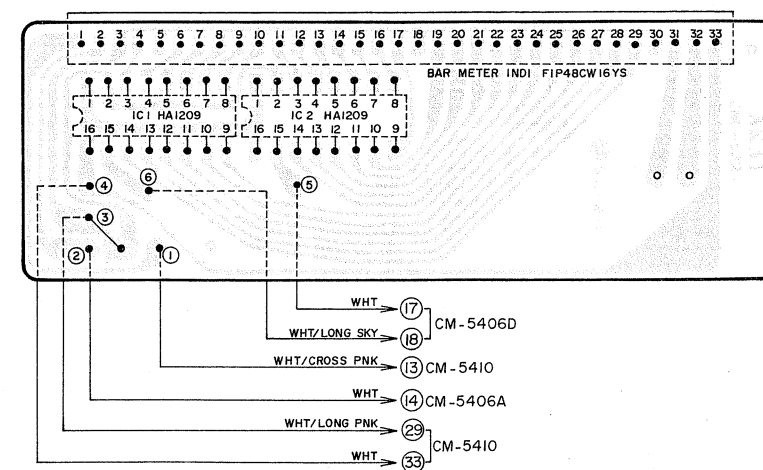 1 2 3 4 5 6 7 8 9 10 11 12 13 14 15 16 17 18 19 20 21 22 23 24 25 26 27 28 29 30 31 32 33
BAR METER INDI FIP48CW16YS
1 2 3 4 5 6 7 8
IC1 HA1209
16 15 14 13 12 11 10 9
1 2 3 4 5 6 7 8
IC2 HA1209
16 15 14 13 12 11 10 9
④ ⑥ ⑤
③
② ①
WHT ⑰
CM-5406D
WHT/LONG SKY ⑱
WHT/CROSS PNK ⑬ CM-5410
WHT ⑭ CM-5406A
WHT/LONG PNK ㉙
CM-5410
WHT ㉝